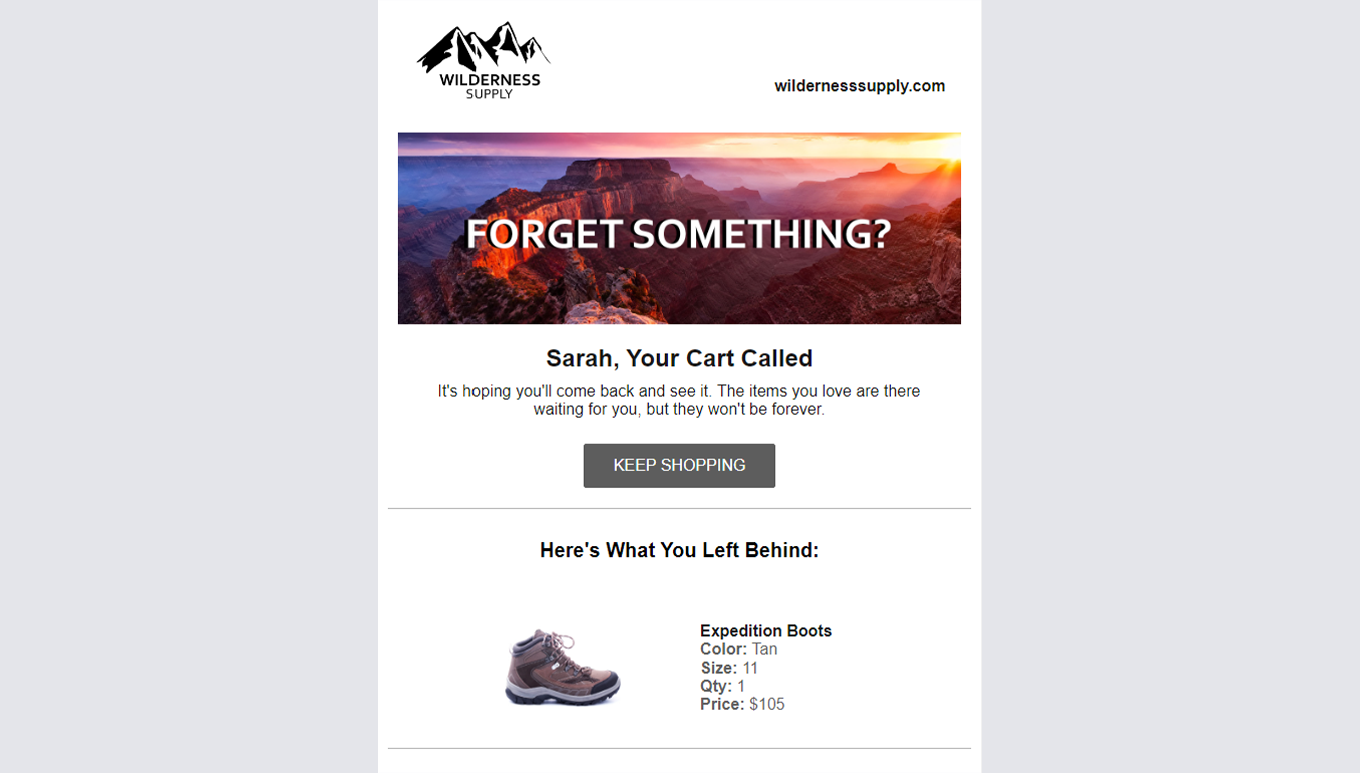 WILDERNESS
SUPPLY
wildernesssupply.com
FORGET SOMETHING?
Sarah, Your Cart Called
It's hoping you'll come back and see it. The items you love are there
waiting for you, but they won't be forever.
KEEP SHOPPING
Here's What You Left Behind:
Expedition Boots
Color: Tan
Size: 11
Qty: 1
Price: $105